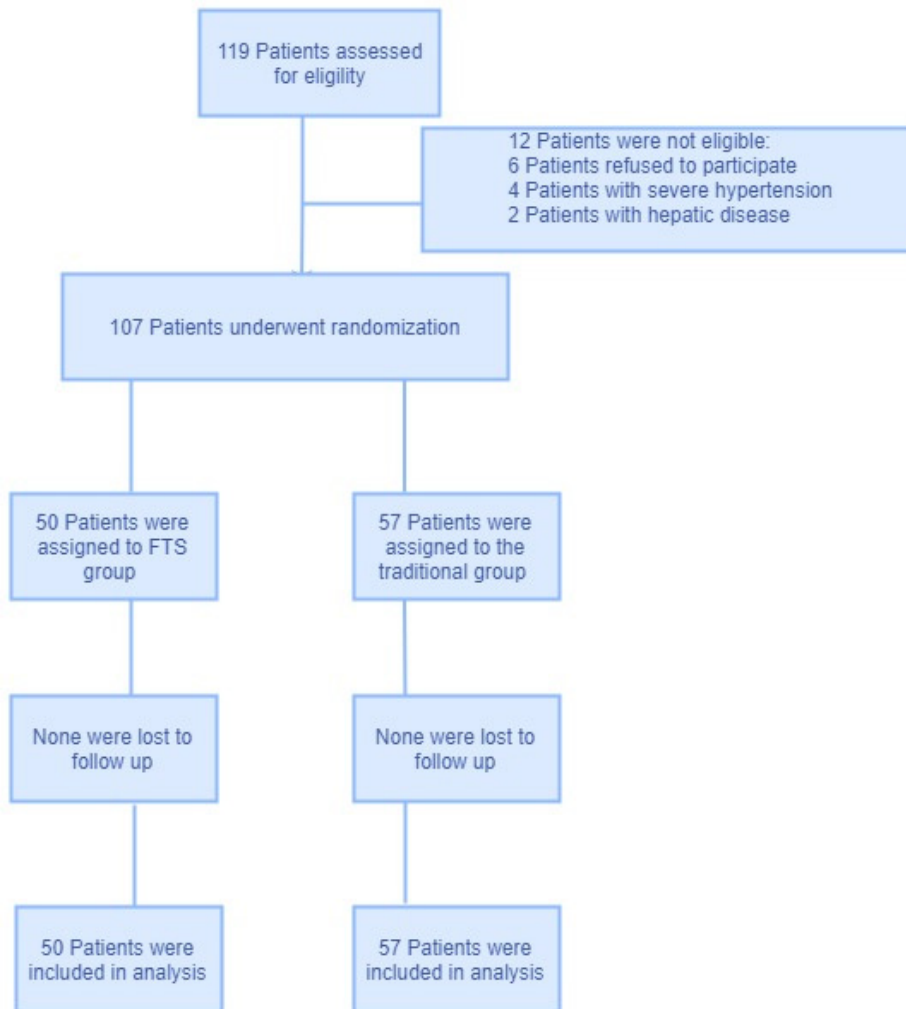 119 Patients assessed
for eligility
12 Patients were not eligible:
6 Patients refused to participate
4 Patients with severe hypertension
2 Patients with hepatic disease
107 Patients underwent randomization
50 Patients were
assigned to FTS
group
57 Patients were
assigned to the
traditional group
None were lost to
follow up
None were lost to
follow up
50 Patients were
included in analysis
57 Patients were
included in analysis